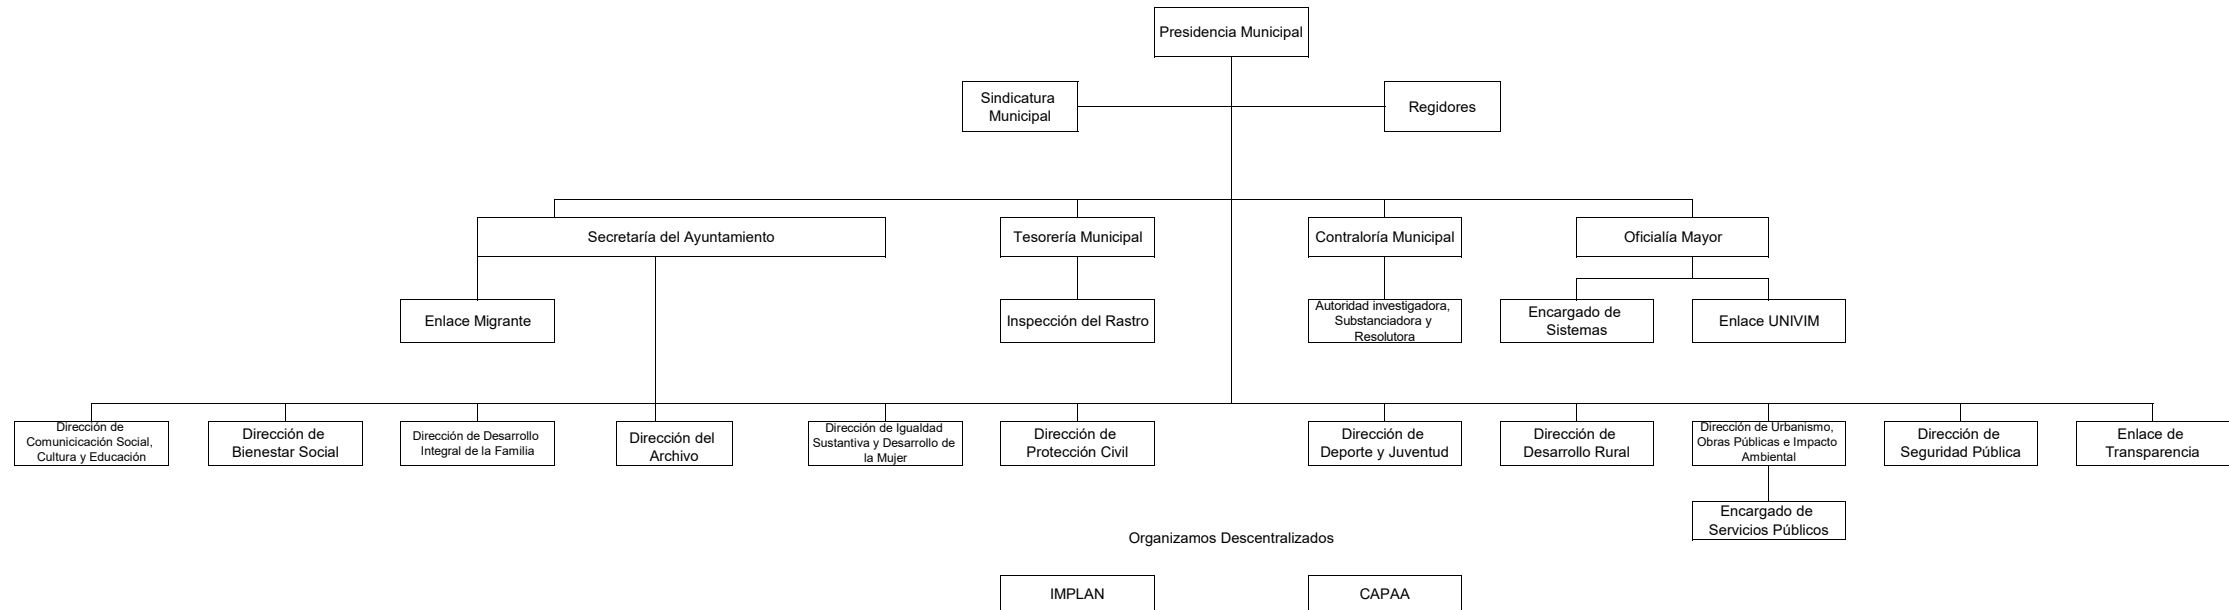 Presidencia Municipal
Sindicatura
Municipal
Regidores
Secretaría del Ayuntamiento
Tesorería Municipal
Contraloría Municipal
Oficialía Mayor
Enlace Migrante
Inspección del Rastro
Autoridad investigadora,
Substanciadora y
Resolutora
Encargado de
Sistemas
Enlace UNIVIM
Dirección de
Comunicicación Social,
Cultura y Educación
Dirección de
Bienestar Social
Dirección de Desarrollo
Integral de la Familia
Dirección del
Archivo
Dirección de Igualdad
Sustantiva y Desarrollo de
la Mujer
Dirección de
Protección Civil
Dirección de
Deporte y Juventud
Dirección de
Desarrollo Rural
Dirección de Urbanismo,
Obras Públicas e Impacto
Ambiental
Dirección de
Seguridad Pública
Enlace de
Transparencia
Encargado de
Servicios Públicos
Organizamos Descentralizados
IMPLAN
CAPAA